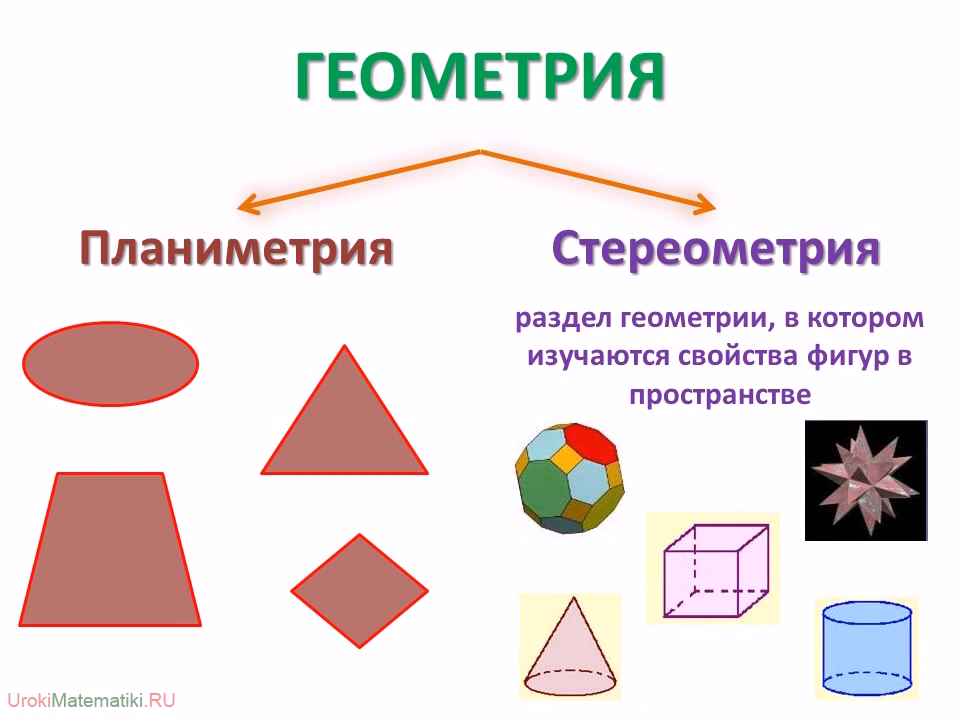 ГЕОМЕТРИЯ
Планиметрия
Стереометрия
раздел геометрии, в котором
изучаются свойства фигур в
пространстве
UrokiMatematiki.RU